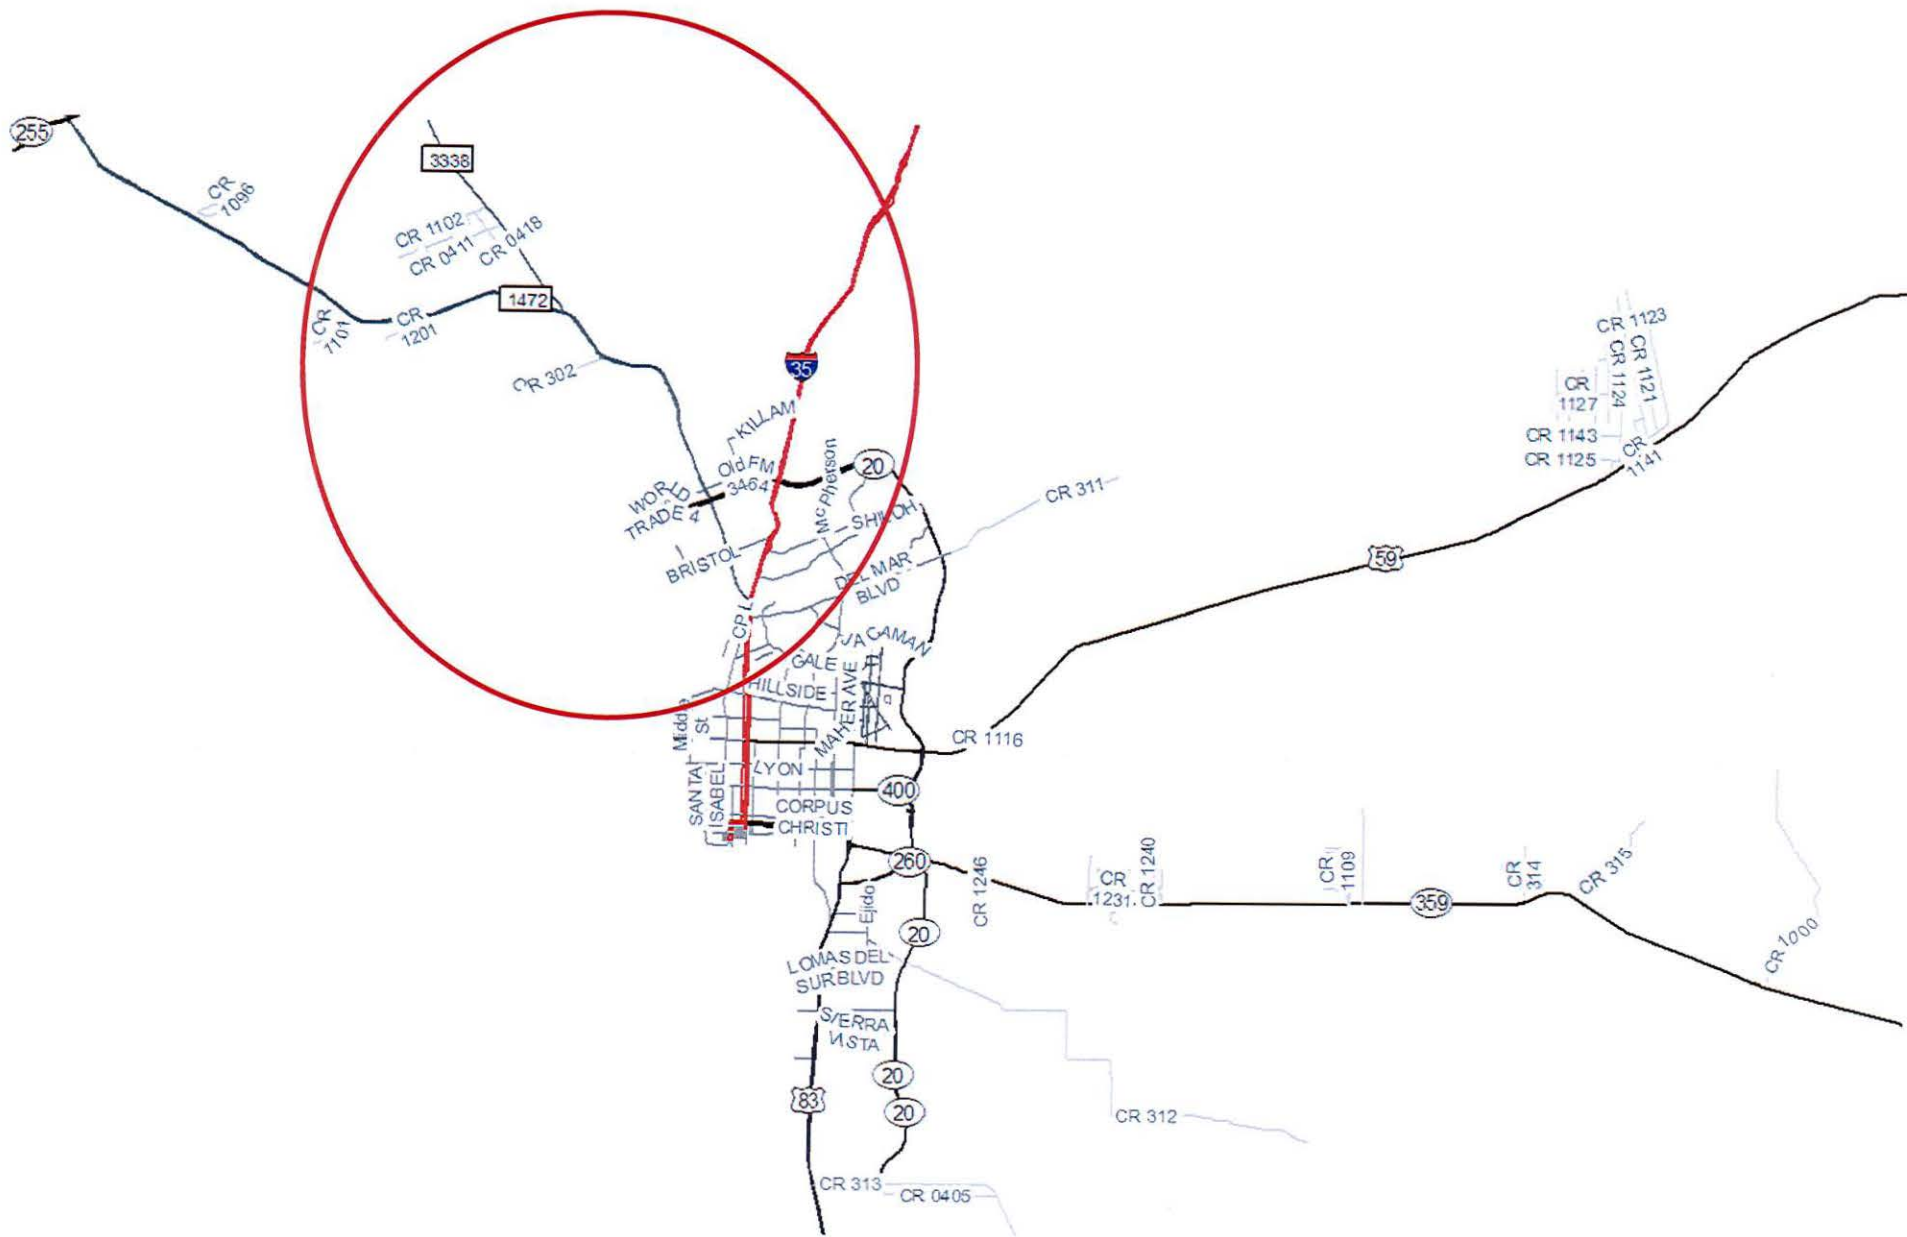 255
3338
CR
1096
CR 1102
CR 0411
CR 0418
1472
CR
1101
CR
1201
CR 302
35
KILLAM
Old FM
3464
WORLD
TRADE 4
McPherson
20
SHILOH
CR 311
BRISTOL
DEL MAR
BLVD
CR 1123
CR 1124
CR 1121
CR
1127
CR 1143
CR 1125
CR
1141
59
CPL
JACAMAN
GALE
HILLSIDE
MAHER AVE
Middle
St
CR 1116
SANTA
ISABEL
LYON
400
CORPUS
CHRISTI
260
CR 1246
CR
1231
CR 1240
CR
1109
359
CR
314
CR 315
CR 1000
Ejido
20
LOMAS DEL
SUR BLVD
SIERRA
VISTA
20
83
20
CR 312
CR 313
CR 0405